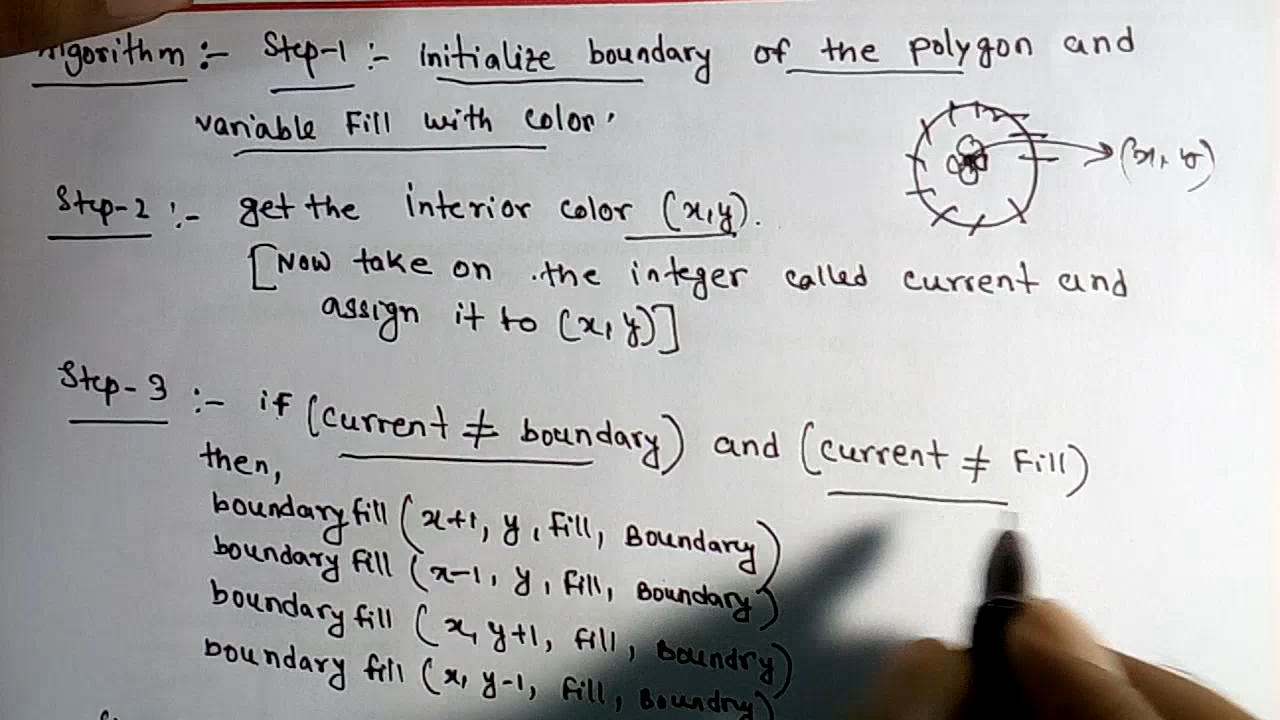 Algorithm :- Step-1 :- initialize boundary of the polygon and
variable Fill with color.
(x, y)
Step-2 :- get the interior color (x,y).
[Now take on the integer called current and
assign it to (x, y)]
Step-3 :- if (current ≠ boundary) and (current ≠ Fill)
then,
boundary fill (x+1, y, Fill, Boundary)
boundary fill (x-1, y, Fill, Boundary)
boundary fill (x, y+1, fill, Boundry)
boundary fill (x, y-1, fill, Boundry)